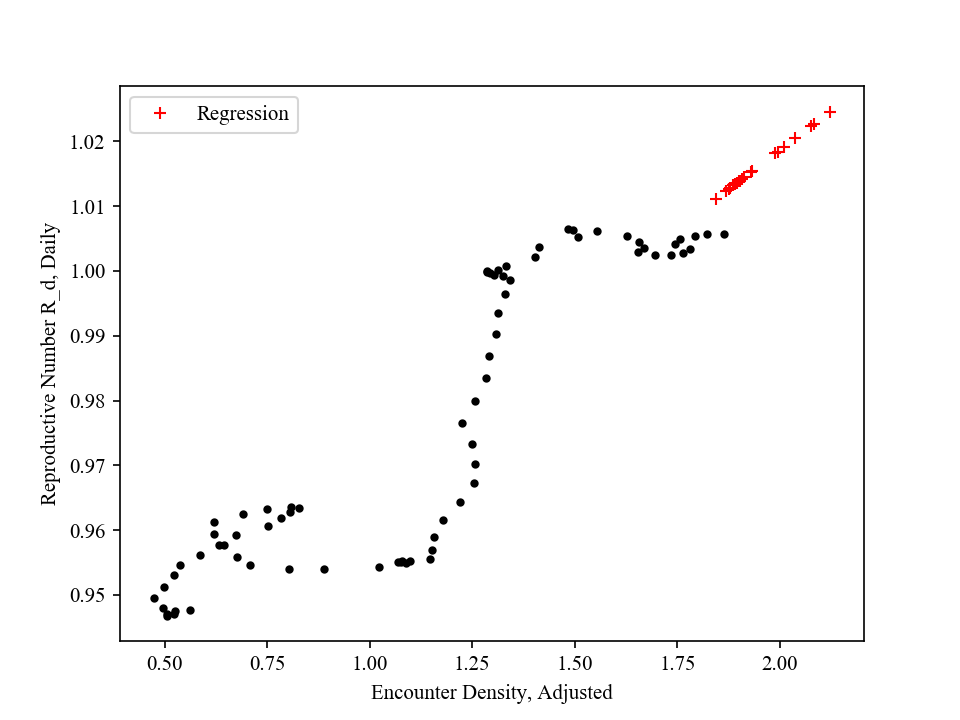 Regression
1.02
1.01
1.00
0.99
0.98
0.97
0.96
0.95
Reproductive Number R_d, Daily
0.50 0.75 1.00 1.25 1.50 1.75 2.00
Encounter Density, Adjusted